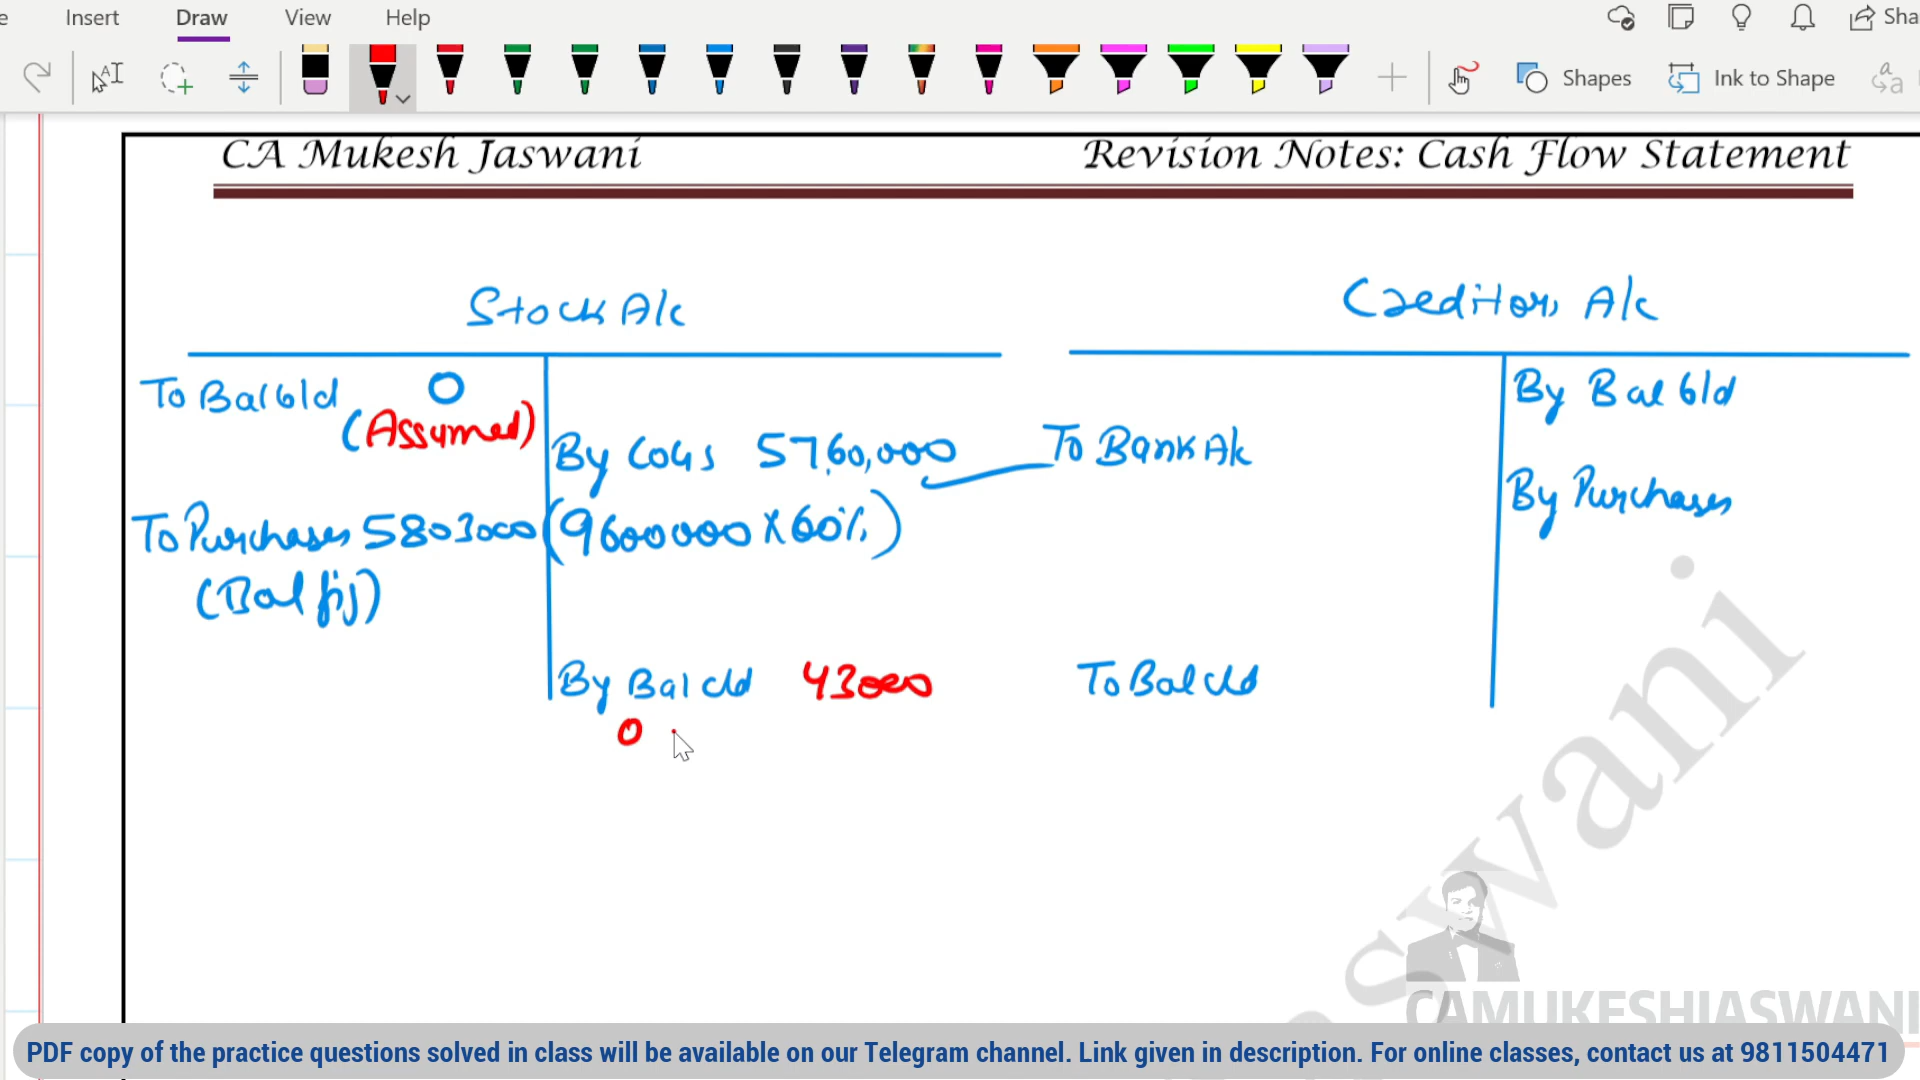 Insert Draw View Help Sha
Shapes Ink to Shape
CA Mukesh Jaswani Revision Notes: Cash Flow Statement
Stock A/c
To Bal b/d 0
(Assumed)
By COGS 57,60,000
To Purchases 5803000 (9600000 x 60%)
(Bal fig)
By Bal c/d 43000
0
Creditors A/c
By Bal b/d
To Bank A/c
By Purchases
To Bal c/d
swani
CAMUKESHJASWANI
PDF copy of the practice questions solved in class will be available on our Telegram channel. Link given in description. For online classes, contact us at 9811504471